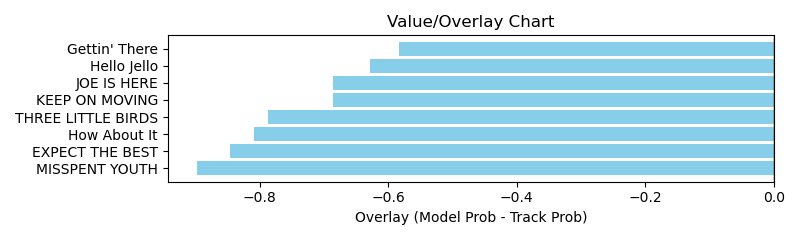 Value/Overlay Chart
Gettin' There
Hello Jello
JOE IS HERE
KEEP ON MOVING
THREE LITTLE BIRDS
How About It
EXPECT THE BEST
MISSPENT YOUTH
−0.8 −0.6 −0.4 −0.2 0.0
Overlay (Model Prob - Track Prob)